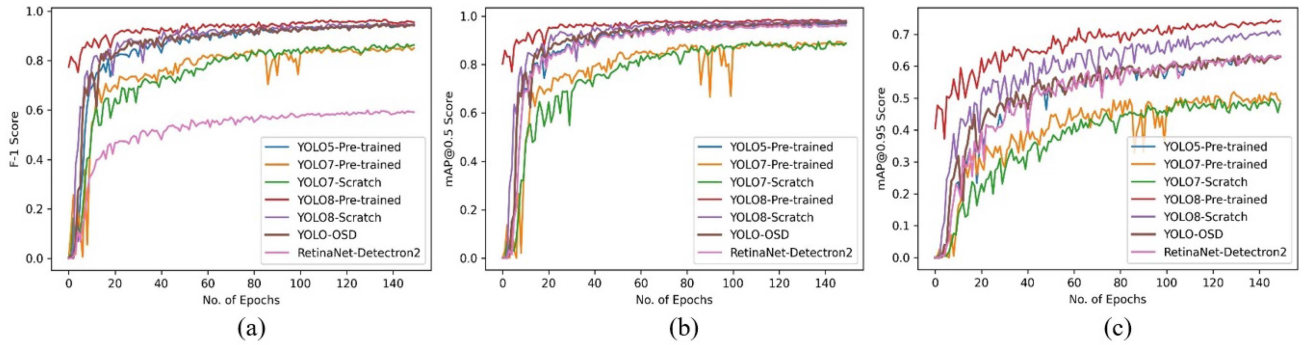 1.0
0.8
0.6
0.4
0.2
0.0
F-1 Score
YOLO5-Pre-trained
YOLO7-Pre-trained
YOLO7-Scratch
YOLO8-Pre-trained
YOLO8-Scratch
YOLO-OSD
RetinaNet-Detectron2
0 20 40 60 80 100 120 140
No. of Epochs
(a)
1.0
0.8
0.6
0.4
0.2
0.0
mAP@0.5 Score
YOLO5-Pre-trained
YOLO7-Pre-trained
YOLO7-Scratch
YOLO8-Pre-trained
YOLO8-Scratch
YOLO-OSD
RetinaNet-Detectron2
0 20 40 60 80 100 120 140
No. of Epochs
(b)
0.7
0.6
0.5
0.4
0.3
0.2
0.1
0.0
mAP@0.95 Score
YOLO5-Pre-trained
YOLO7-Pre-trained
YOLO7-Scratch
YOLO8-Pre-trained
YOLO8-Scratch
YOLO-OSD
RetinaNet-Detectron2
0 20 40 60 80 100 120 140
No. of Epochs
(c)